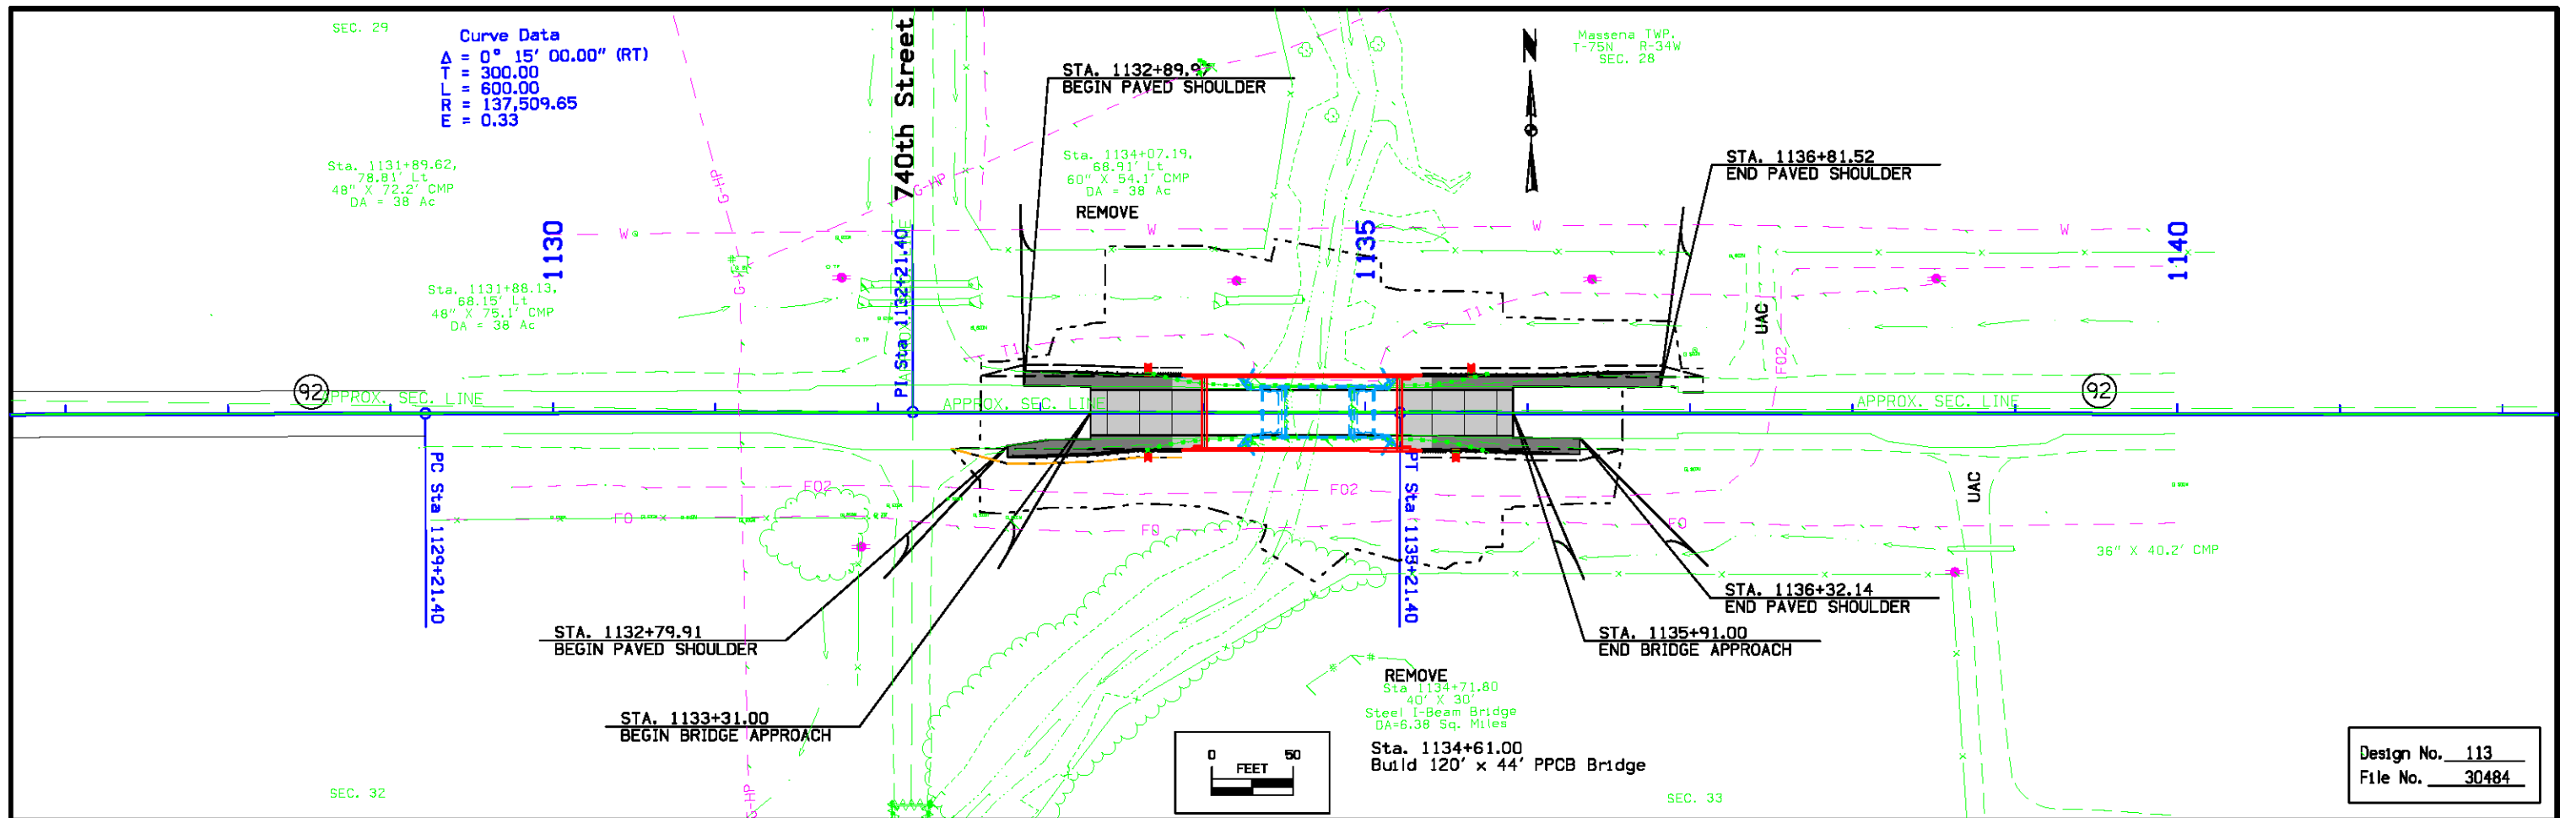 SEC. 29
Curve Data
Δ = 0° 15' 00.00" (RT)
T = 300.00
L = 600.00
R = 137,509.65
E = 0.33
740th Street
STA. 1132+89.97
BEGIN PAVED SHOULDER
N
Massena TWP.
T-75N R-34W
SEC. 28
Sta. 1131+89.62,
78.81' Lt
48" X 72.2' CMP
DA = 38 Ac
G-HP
G-HP
Sta. 1134+07.19,
68.91' Lt
60" X 54.1' CMP
DA = 38 Ac
REMOVE
STA. 1136+81.52
END PAVED SHOULDER
1130
W
W
1135
W
W
1140
PI Sta 1132+21.40
Sta. 1131+88.13,
68.15' Lt
48" X 75.1' CMP
DA = 38 Ac
T1
T1
UAC
FO2
92
APPROX. SEC. LINE
APPROX. SEC. LINE
APPROX. SEC. LINE
92
PC Sta 1129+21.40
PT Sta 1135+21.40
FO2
FO2
FO
FO
FO
UAC
36" X 40.2' CMP
STA. 1132+79.91
BEGIN PAVED SHOULDER
STA. 1136+32.14
END PAVED SHOULDER
STA. 1135+91.00
END BRIDGE APPROACH
STA. 1133+31.00
BEGIN BRIDGE APPROACH
REMOVE
Sta 1134+71.80
40' X 30'
Steel I-Beam Bridge
DA=6.38 Sq. Miles
Sta. 1134+61.00
Build 120' x 44' PPCB Bridge
0 50
FEET
G-HP
SEC. 32
SEC. 33
Design No. 113
File No. 30484